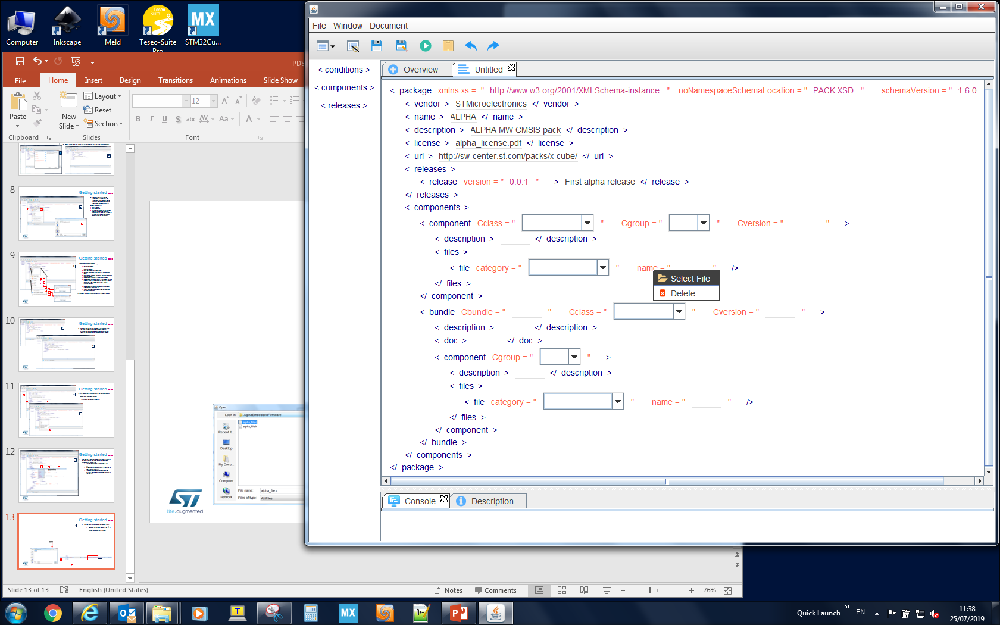 Computer
Inkscape
Meld
Teseo-Suite Pro
STM32Cu...
MX
Teseo Suite
File Home Insert Design Transitions Animations Slide Show
PDS
Paste
Clipboard
New Slide
Layout
Reset
Section
Slides
12
B I U S abc AV Aa A
Font
8 Getting started
9 Getting started
10 Getting started
11 Getting started
12 Getting started
13 Getting started
Open
Look in AlphaEmbeddedFirmware
alpha_file.c
alpha_file.h
Recent It...
Desktop
My Docu...
Computer
Network
File name: alpha_file.c
Files of type: All Files
life.augmented
Slide 13 of 13 English (United States) Notes Comments 76%
File Window Document
< conditions >
< components >
< releases >
Overview Untitled
< package xmlns:xs = " http://www.w3.org/2001/XMLSchema-instance " noNamespaceSchemaLocation = " PACK.XSD " schemaVersion = " 1.6.0
< vendor > STMicroelectronics </ vendor >
< name > ALPHA </ name >
< description > ALPHA MW CMSIS pack </ description >
< license > alpha_license.pdf </ license >
< url > http://sw-center.st.com/packs/x-cube/ </ url >
< releases >
< release version = " 0.0.1 " > First alpha release </ release >
</ releases >
< components >
< component Cclass = " " Cgroup = " " Cversion = " " >
< description > </ description >
< files >
< file category = " " name = " " />
Select File
Delete
</ files >
</ component >
< bundle Cbundle = " " Cclass = " " Cversion = " " >
< description > </ description >
< doc > </ doc >
< component Cgroup = " " >
< description > </ description >
< files >
< file category = " " name = " " />
</ files >
</ component >
</ bundle >
</ components >
</ package >
Console Description
Quick Launch EN
11:38
25/07/2019